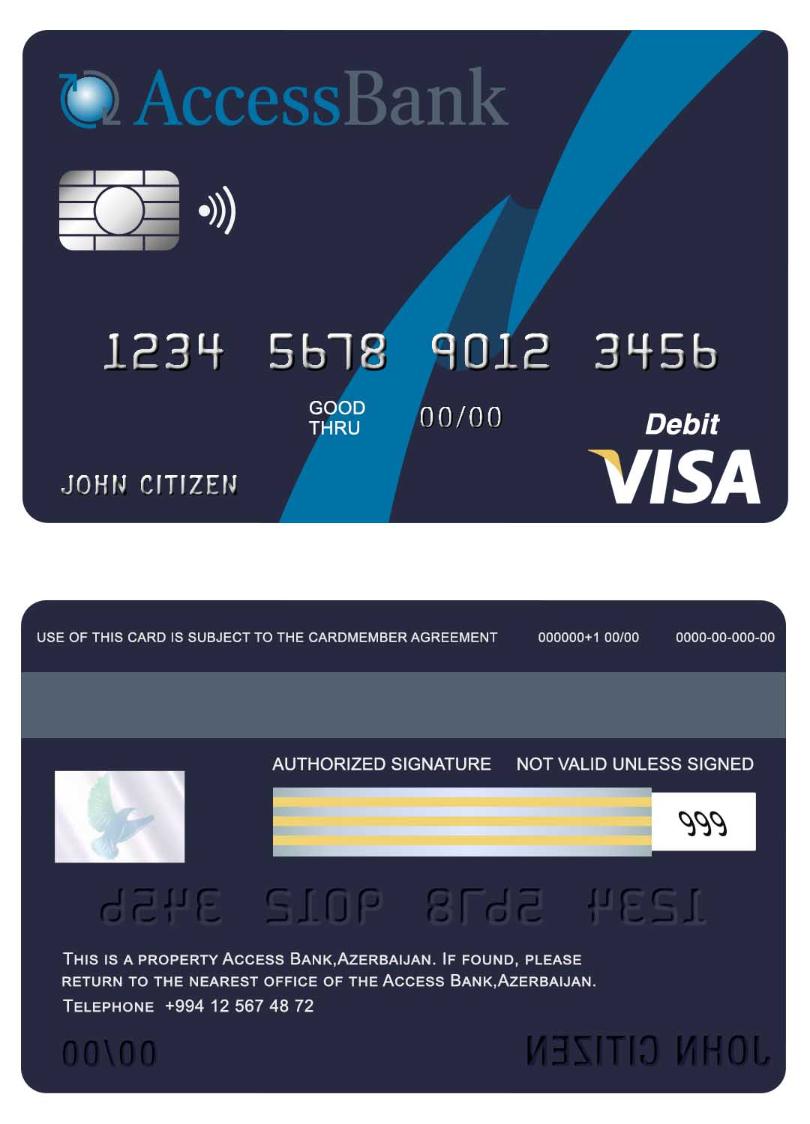 AccessBank
1234 5678 9012 3456
GOOD
THRU 00/00
Debit
JOHN CITIZEN
VISA
USE OF THIS CARD IS SUBJECT TO THE CARDMEMBER AGREEMENT 000000+1 00/00 0000-00-000-00
AUTHORIZED SIGNATURE NOT VALID UNLESS SIGNED
999
1234 5678 9012 3456
THIS IS A PROPERTY ACCESS BANK,AZERBAIJAN. IF FOUND, PLEASE
RETURN TO THE NEAREST OFFICE OF THE ACCESS BANK,AZERBAIJAN.
TELEPHONE +994 12 567 48 72
00/00 JOHN CITIZEN